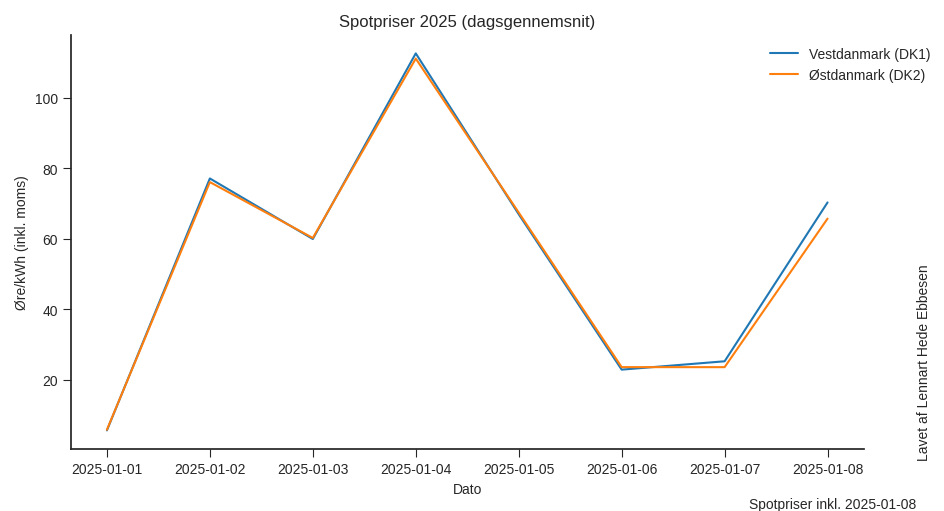 Spotpriser 2025 (dagsgennemsnit)
Vestdanmark (DK1)
Østdanmark (DK2)
Øre/kWh (inkl. moms)
100
80
60
40
20
2025-01-01 2025-01-02 2025-01-03 2025-01-04 2025-01-05 2025-01-06 2025-01-07 2025-01-08
Dato
Lavet af Lennart Hede Ebbesen
Spotpriser inkl. 2025-01-08